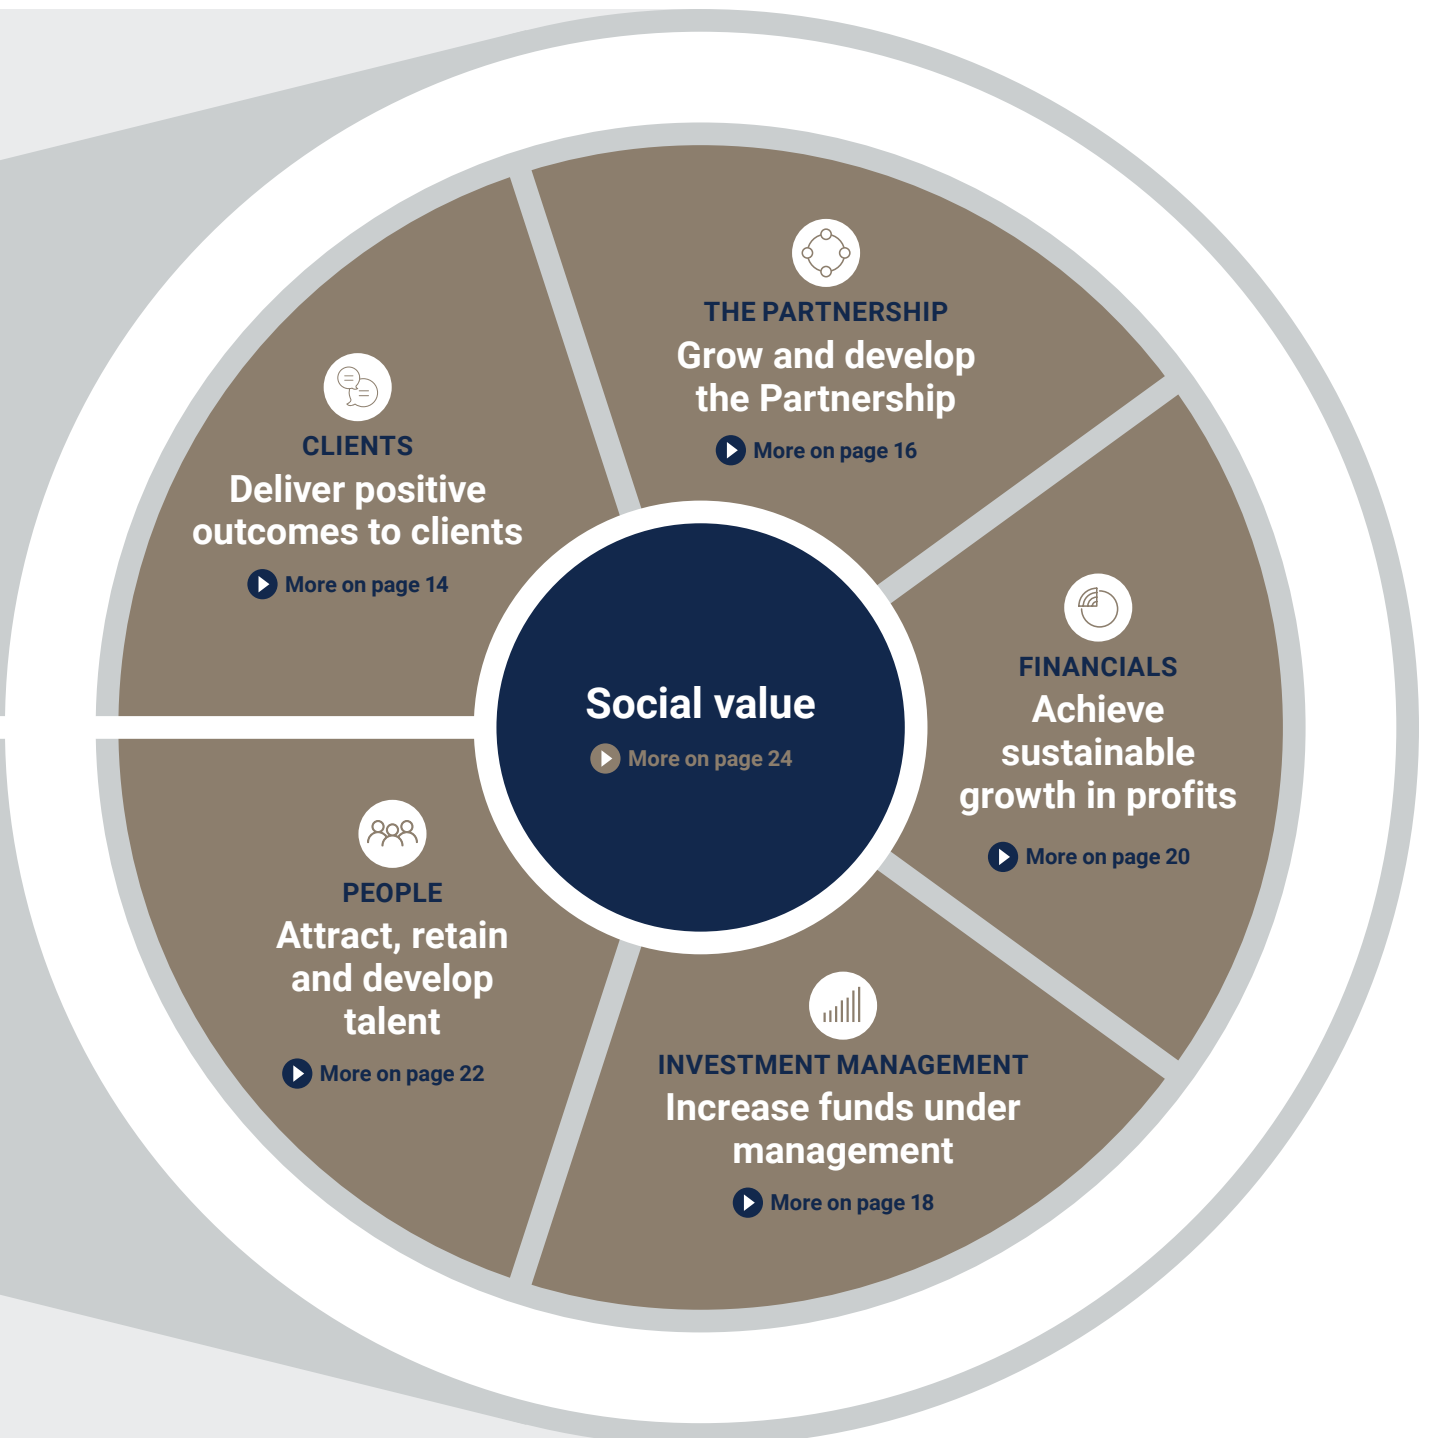 THE PARTNERSHIP
Grow and develop
the Partnership
More on page 16
CLIENTS
Deliver positive
outcomes to clients
More on page 14
FINANCIALS
Achieve
sustainable
growth in profits
More on page 20
Social value
More on page 24
PEOPLE
Attract, retain
and develop
talent
More on page 22
INVESTMENT MANAGEMENT
Increase funds under
management
More on page 18